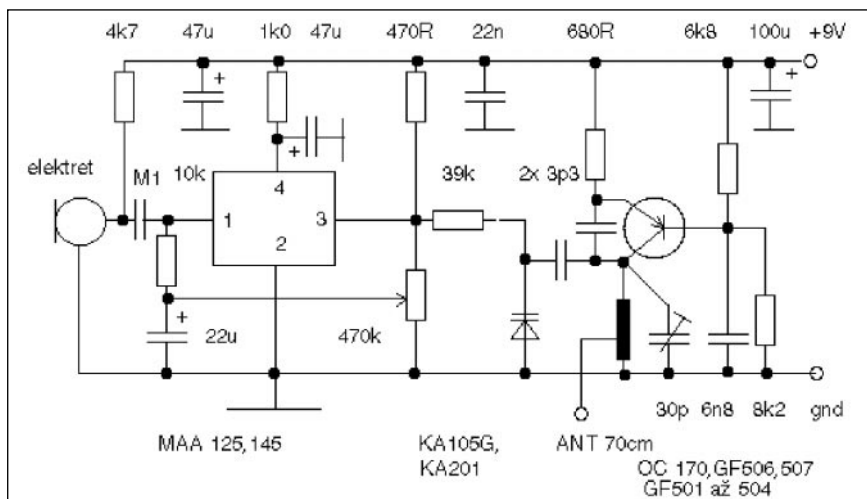 4k7 47u 1k0 47u 470R 22n 680R 6k8 100u +9V
+ + +
elektret M1 10k 4 39k 2x 3p3
1 3
2
+ 22u 470k
30p 6n8 8k2 gnd
MAA 125,145 KA105G, ANT 70cm
KA201 OC 170,GF506,507
GF501 až 504